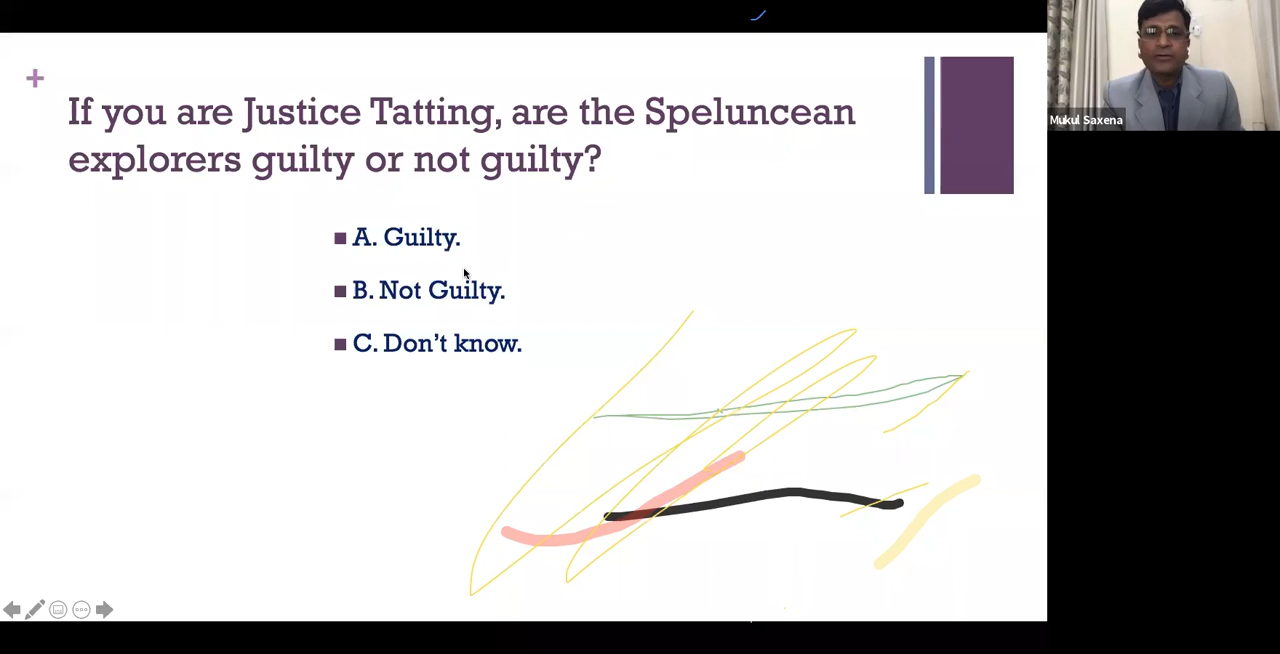 If you are Justice Tatting, are the Speluncean
explorers guilty or not guilty?
A. Guilty.
B. Not Guilty.
C. Don't know.
Mukul Saxena